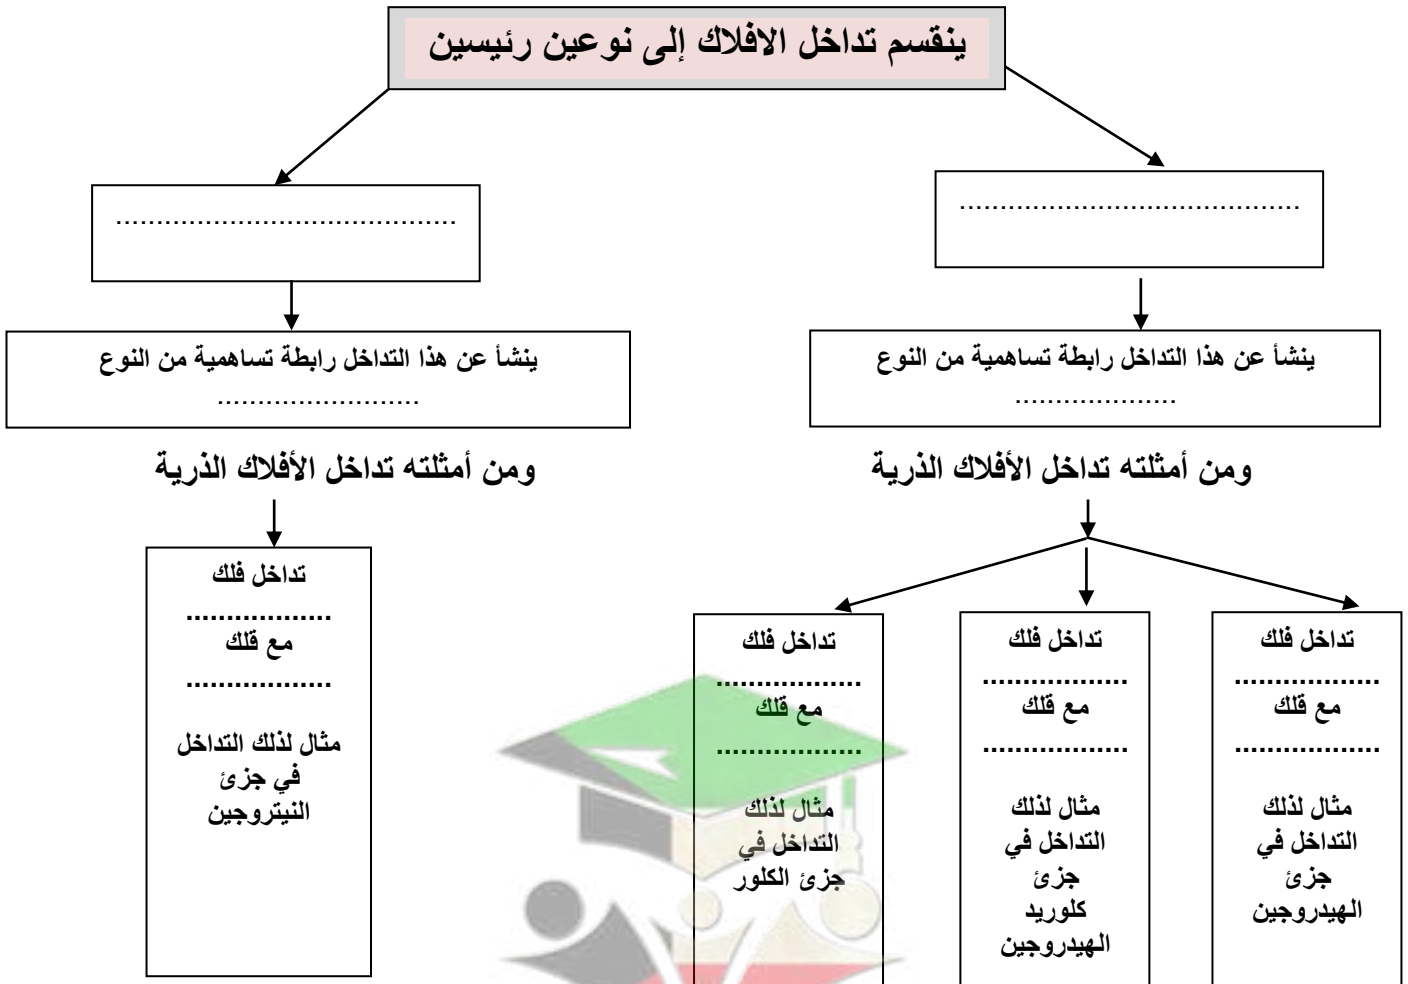 ينقسم تداخل الافلاك إلى نوعين رئيسين
.........................................
.........................................
ينشأ عن هذا التداخل رابطة تساهمية من النوع
....................
ينشأ عن هذا التداخل رابطة تساهمية من النوع
.........................
ومن أمثلته تداخل الأفلاك الذرية
ومن أمثلته تداخل الأفلاك الذرية
تداخل فلك
..................
مع قلك
..................
مثال لذلك
التداخل في
جزئ
الهيدروجين
تداخل فلك
..................
مع قلك
..................
مثال لذلك
التداخل في
جزئ
كلوريد
الهيدروجين
تداخل فلك
..................
مع قلك
..................
مثال لذلك
التداخل في
جزئ الكلور
تداخل فلك
..................
مع قلك
..................
مثال لذلك التداخل
في جزئ
النيتروجين